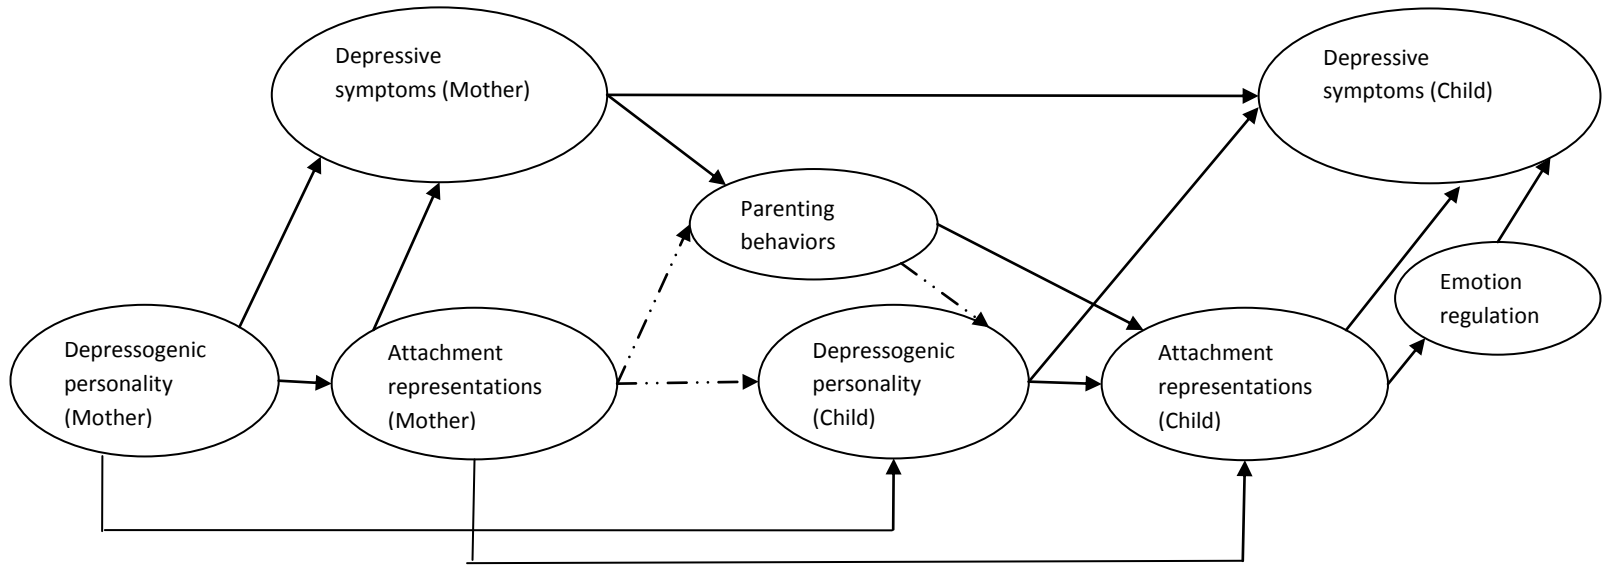 Depressive
symptoms (Mother)
Depressive
symptoms (Child)
Parenting
behaviors
Emotion
regulation
Depressogenic
personality
(Mother)
Attachment
representations
(Mother)
Depressogenic
personality
(Child)
Attachment
representations
(Child)